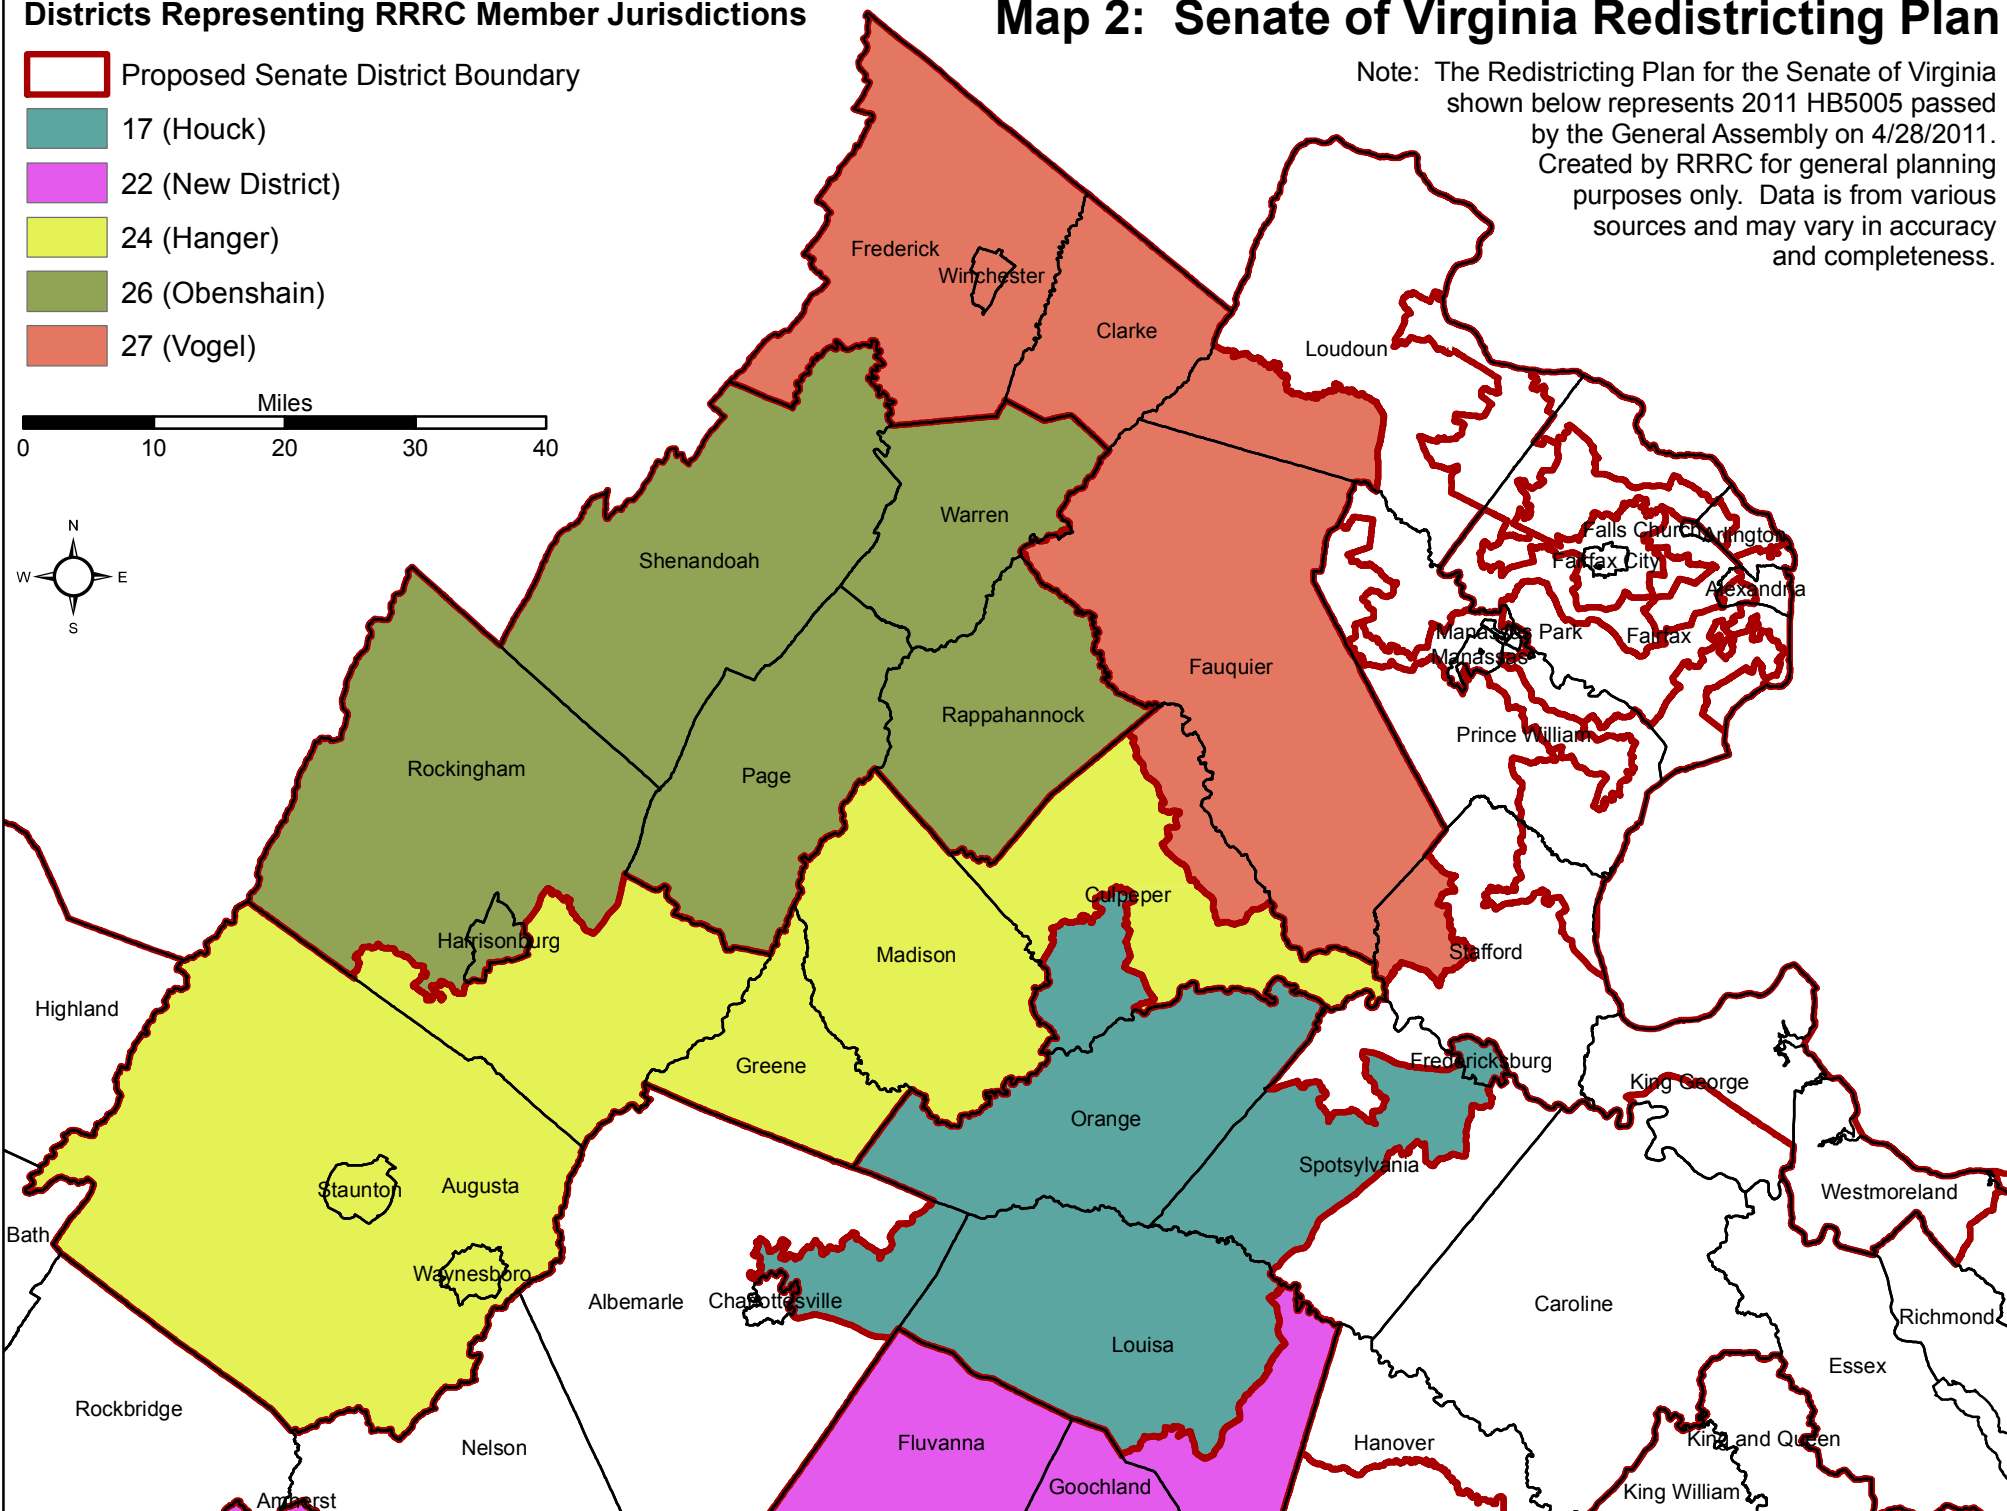 Districts Representing RRRC Member Jurisdictions
Map 2: Senate of Virginia Redistricting Plan
Proposed Senate District Boundary
17 (Houck)
22 (New District)
24 (Hanger)
26 (Obenshain)
27 (Vogel)
Note: The Redistricting Plan for the Senate of Virginia
shown below represents 2011 HB5005 passed
by the General Assembly on 4/28/2011.
Created by RRRC for general planning
purposes only. Data is from various
sources and may vary in accuracy
and completeness.
Miles
0 10 20 30 40
N
W E
S
Frederick
Winchester
Clarke
Loudoun
Warren
Shenandoah
Falls Church
Arlington
Fairfax City
Alexandria
Manassas Park
Fairfax
Manassas
Fauquier
Rappahannock
Prince William
Rockingham
Page
Culpeper
Harrisonburg
Madison
Stafford
Highland
Greene
Fredericksburg
King George
Orange
Spotsylvania
Staunton
Augusta
Westmoreland
Bath
Waynesboro
Albemarle
Charlottesville
Caroline
Richmond
Louisa
Essex
Rockbridge
Nelson
Fluvanna
Hanover
King and Queen
Goochland
King William
Amherst